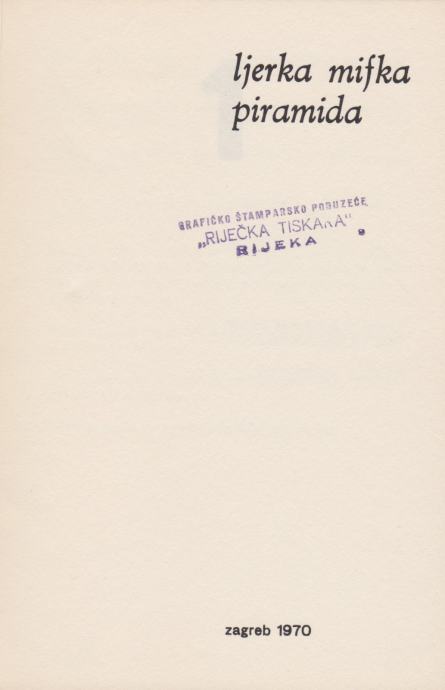 ljerka mifka
piramida
GRAFIČKO ŠTAMPARSKO PODUZEĆE
„RIJEČKA TISKARA"
RIJEKA
zagreb 1970